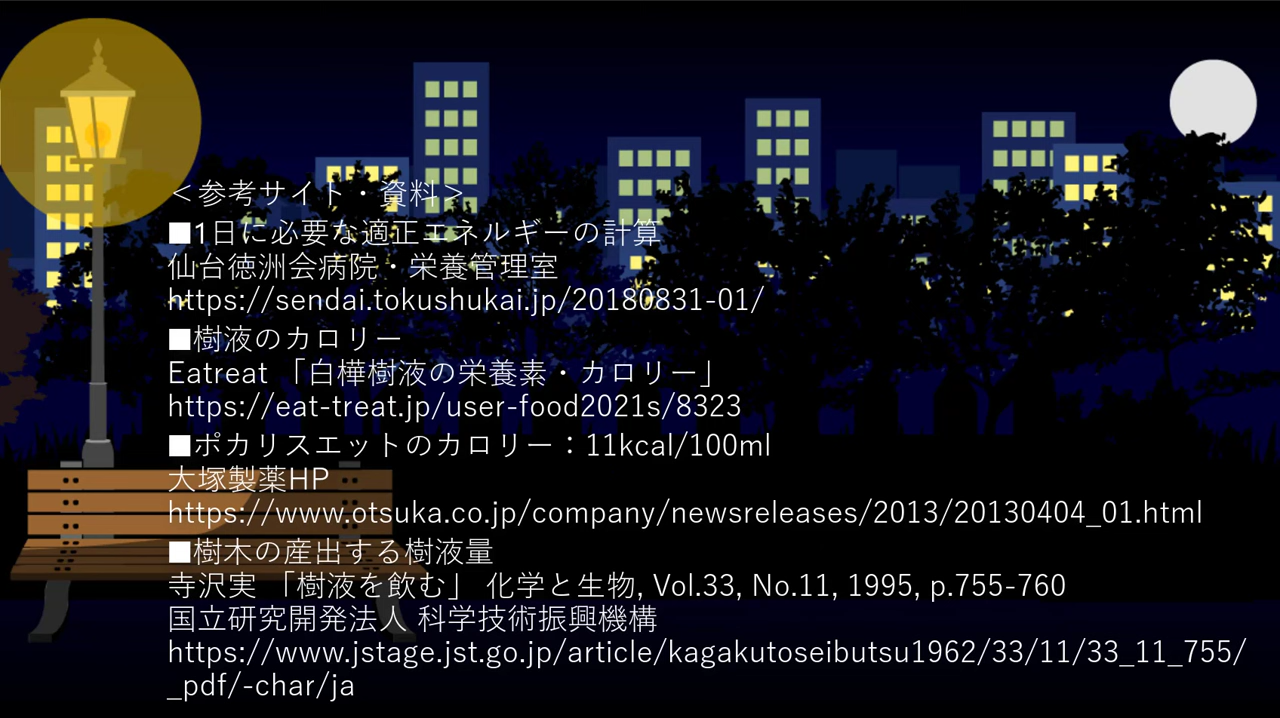 ＜参考サイト・資料＞
■1日に必要な適正エネルギーの計算
仙台徳洲会病院・栄養管理室
https://sendai.tokushukai.jp/20180831-01/
■樹液のカロリー
Eatreat 「白樺樹液の栄養素・カロリー」
https://eat-treat.jp/user-food2021s/8323
■ポカリスエットのカロリー：11kcal/100ml
大塚製薬HP
https://www.otsuka.co.jp/company/newsreleases/2013/20130404_01.html
■樹木の産出する樹液量
寺沢実 「樹液を飲む」 化学と生物, Vol.33, No.11, 1995, p.755-760
国立研究開発法人 科学技術振興機構
https://www.jstage.jst.go.jp/article/kagakutoseibutsu1962/33/11/33_11_755/
_pdf/-char/ja